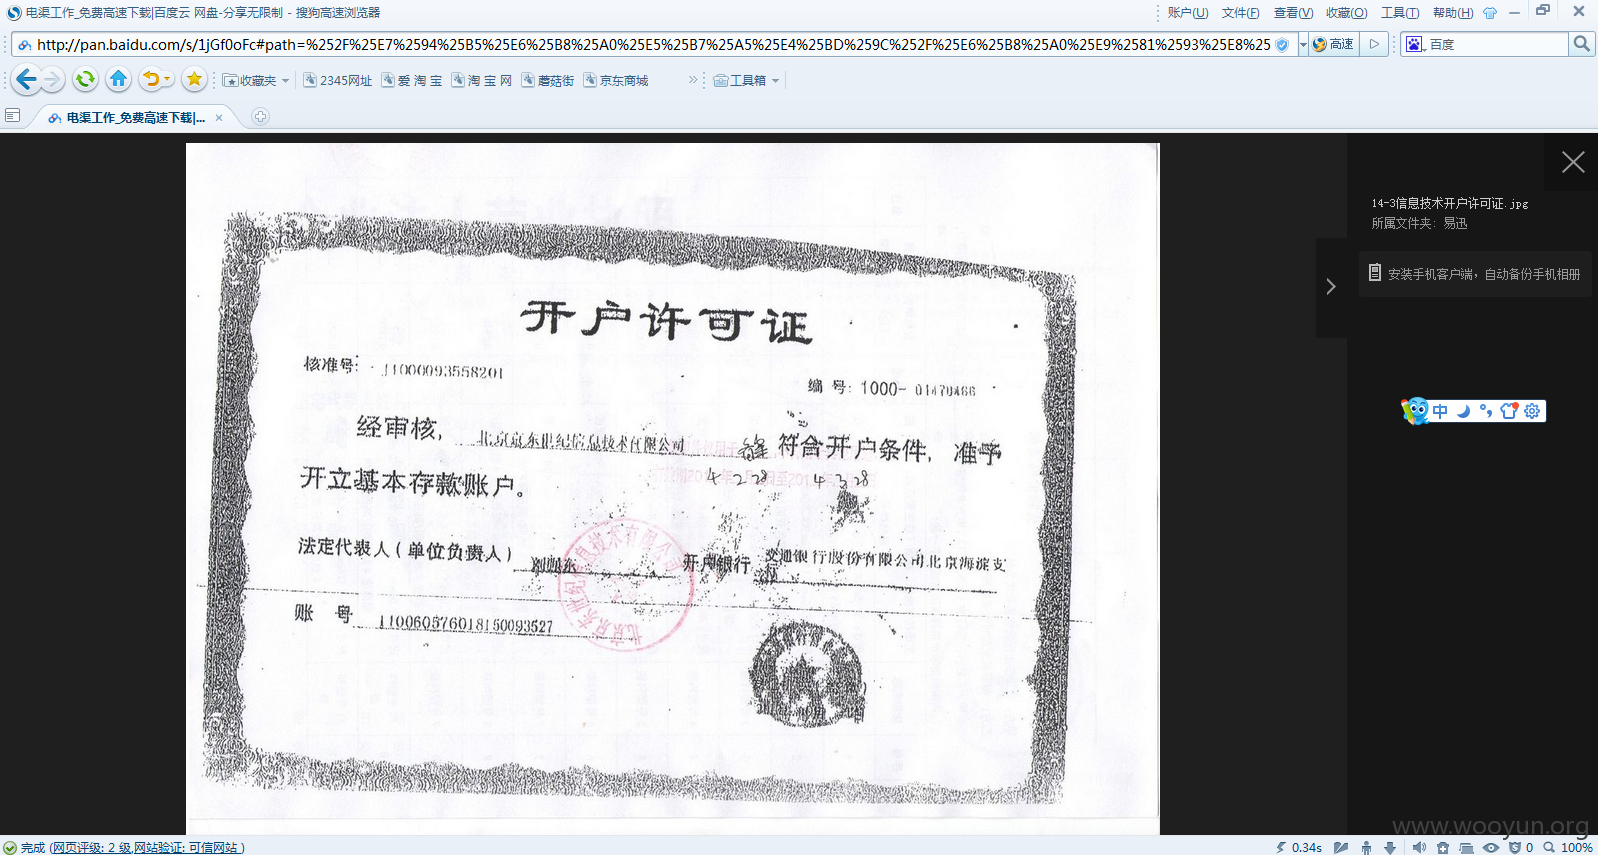 电渠工作_免费高速下载|百度云 网盘-分享无限制 - 搜狗高速浏览器
账户(U) 文件(F) 查看(V) 收藏(O) 工具(T) 帮助(H)
http://pan.baidu.com/s/1jGf0oFc#path=%252F%25E7%2594%25B5%25E6%25B8%25A0%25E5%25B7%25A5%25E4%25BD%259C%252F%25E6%25B8%25A0%25E9%2581%2593%25E8%25
高速
百度
收藏夹 2345网址 爱 淘 宝 淘 宝 网 蘑菇街 京东商城 » 工具箱
电渠工作_免费高速下载|...
14-3信息技术开户许可证.jpg
所属文件夹: 易迅
安装手机客户端，自动备份手机相册
中
开户许可证
核准号: J1000093558201
编 号: 1000- 01470466
经审核， 北京京东世纪信息技术有限公司 符合开户条件，准予
开立基本存款账户。
4 2 28 4 3 28
法定代表人（单位负责人） 刘强东 开户银行 交通银行股份有限公司北京海淀支
行
账 号 110060576018150093527
www.wooyun.org
完成 (网页评级: 2 级,网站验证: 可信网站 )
0.34s 0 100%